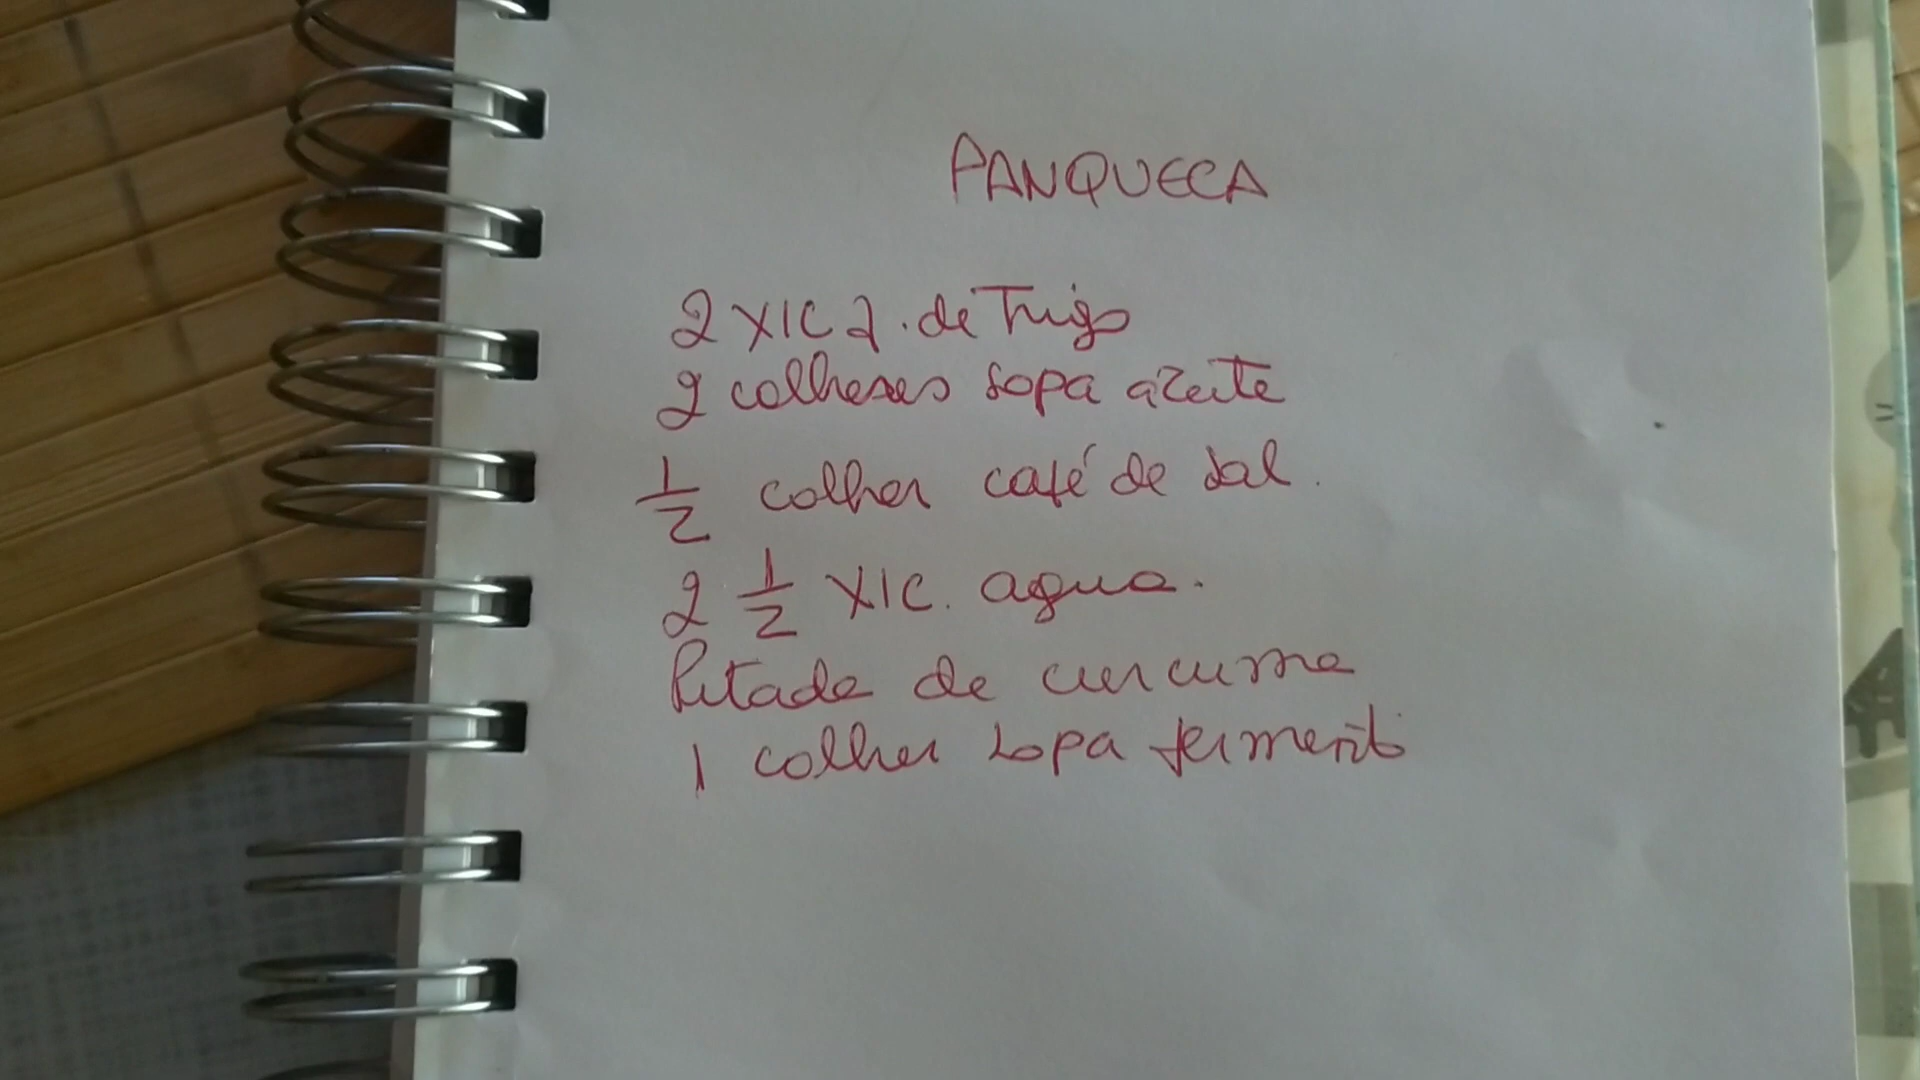 PANQUECA
2 XIC f. de Trigo
2 colheres sopa azeite
1/2 colher café de sal.
2 1/2 XIC. agua.
Pitada de curcuma
1 colher sopa fermento